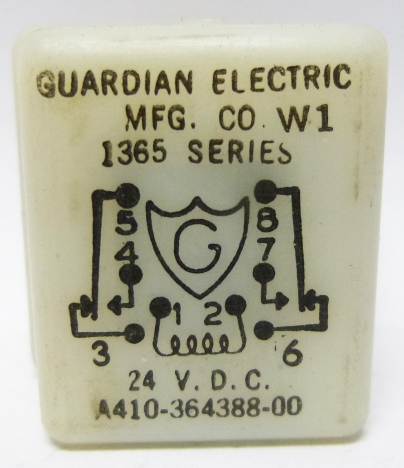 GUARDIAN ELECTRIC
MFG. CO. W1
1365 SERIES
5 8
G
4 7
1 2
3 6
24 V. D. C.
A410-364388-00